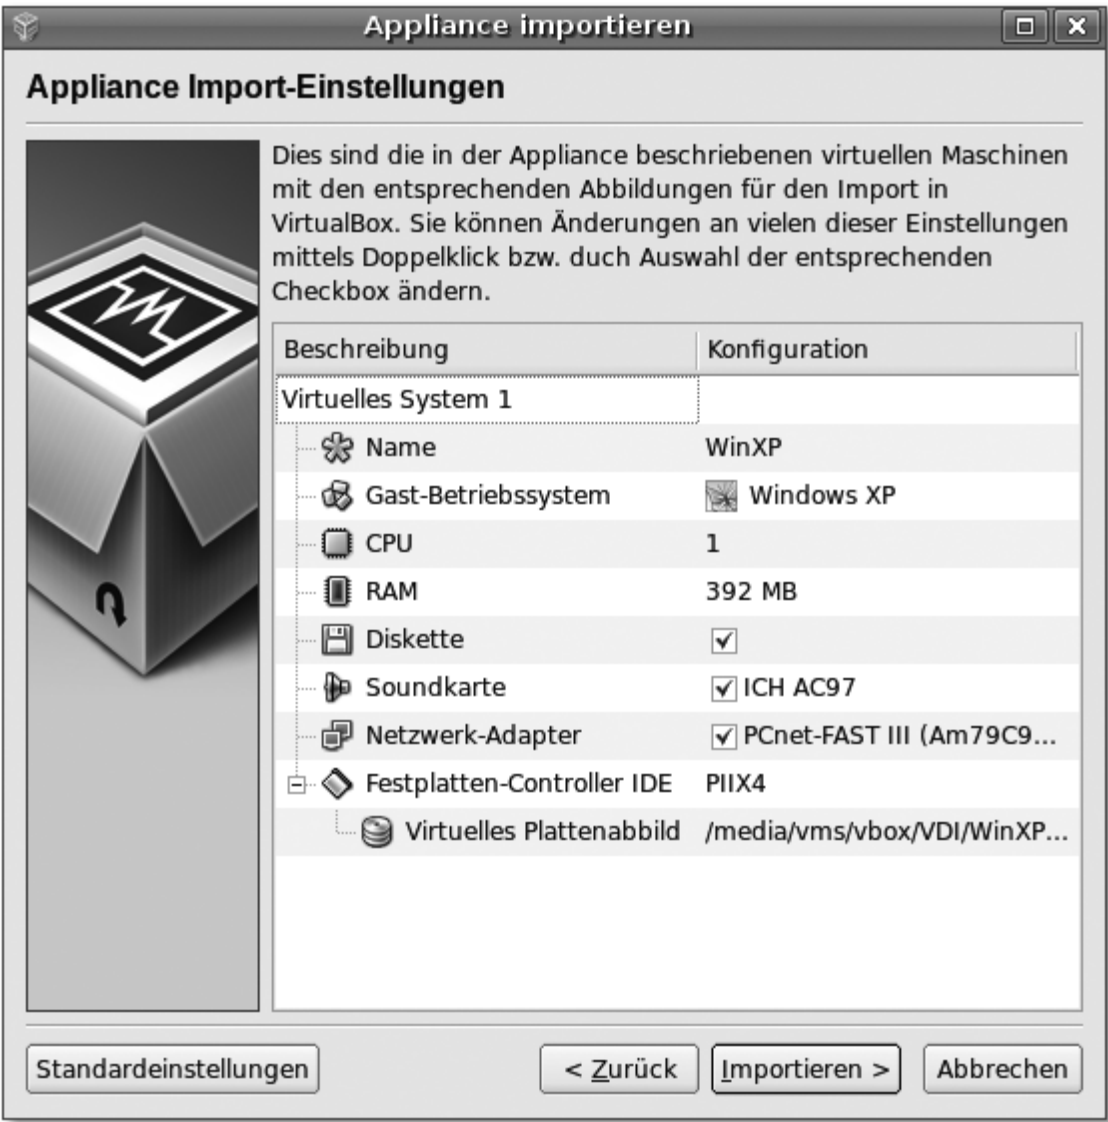 Appliance importieren
Appliance Import-Einstellungen
Dies sind die in der Appliance beschriebenen virtuellen Maschinen
mit den entsprechenden Abbildungen für den Import in
VirtualBox. Sie können Änderungen an vielen dieser Einstellungen
mittels Doppelklick bzw. duch Auswahl der entsprechenden
Checkbox ändern.
Beschreibung Konfiguration
Virtuelles System 1
Name WinXP
Gast-Betriebssystem Windows XP
CPU 1
RAM 392 MB
Diskette
Soundkarte ICH AC97
Netzwerk-Adapter PCnet-FAST III (Am79C9...
Festplatten-Controller IDE PIIX4
Virtuelles Plattenabbild /media/vms/vbox/VDI/WinXP...
Standardeinstellungen < Zurück Importieren > Abbrechen